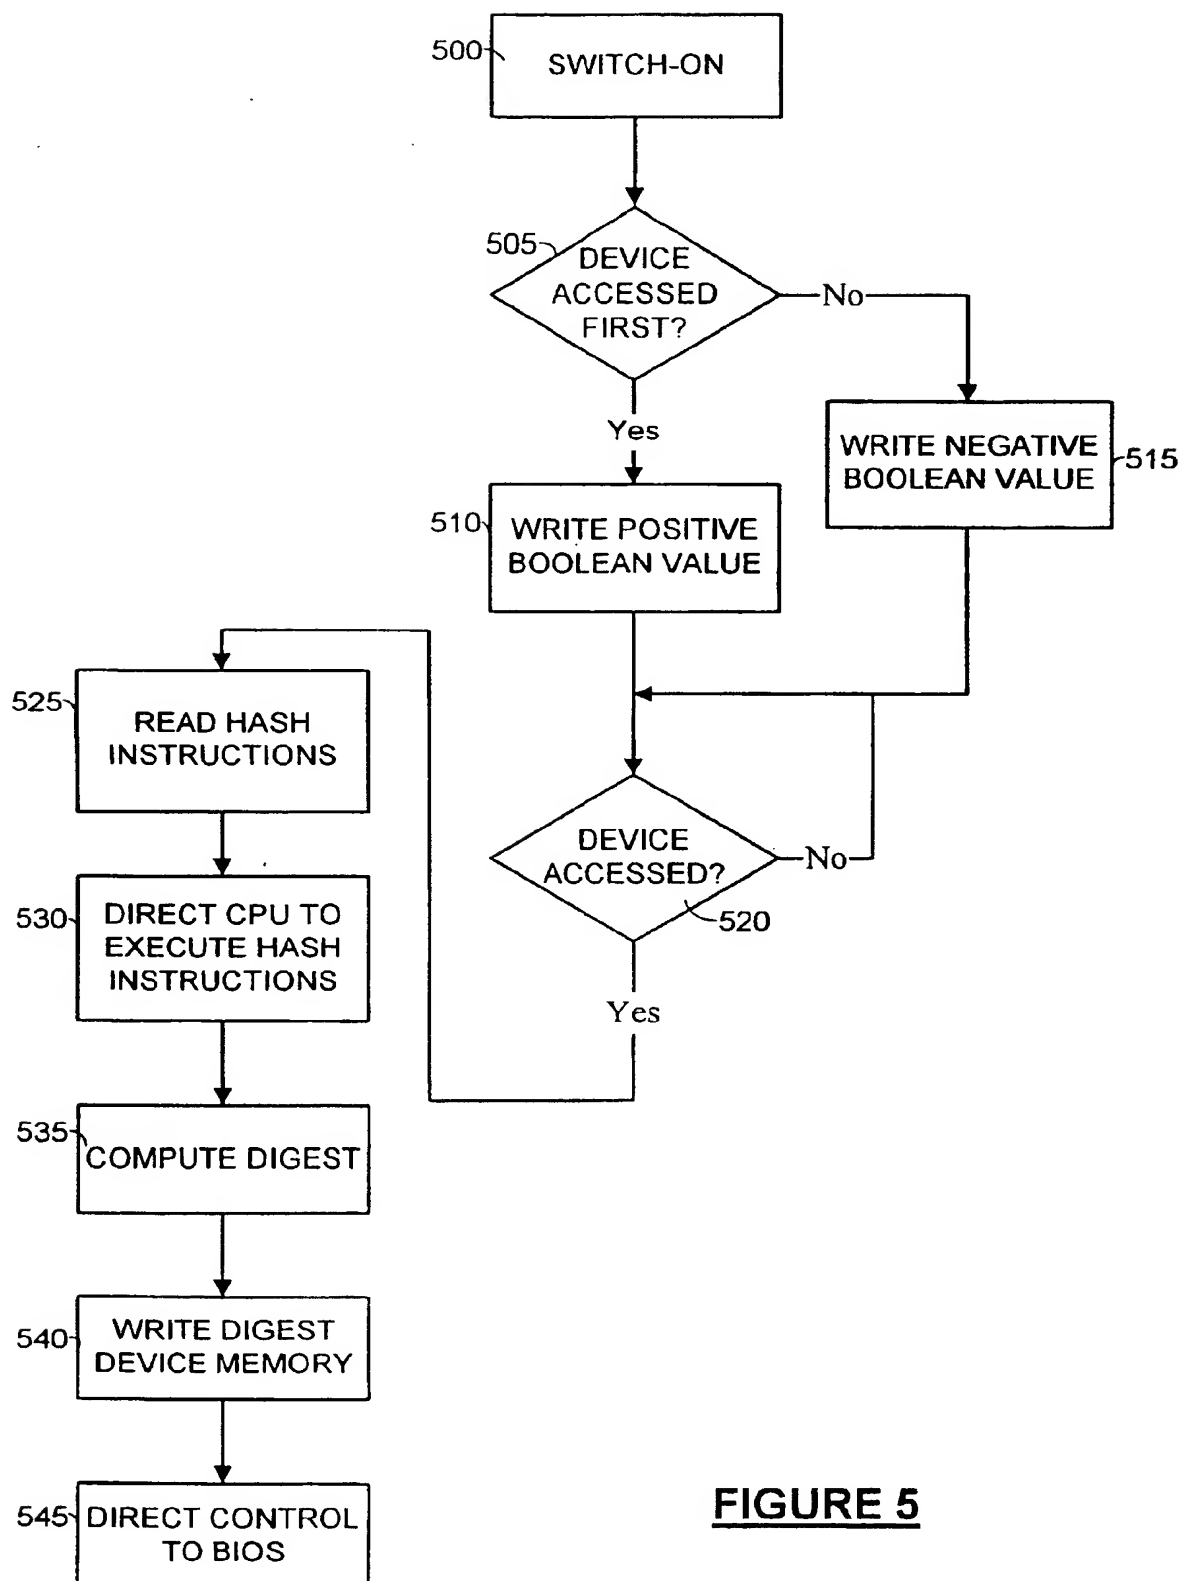 500
SWITCH-ON
505
DEVICE
ACCESSED
FIRST?
No
Yes
WRITE NEGATIVE
BOOLEAN VALUE
515
510
WRITE POSITIVE
BOOLEAN VALUE
525
READ HASH
INSTRUCTIONS
DEVICE
ACCESSED?
No
520
Yes
530
DIRECT CPU TO
EXECUTE HASH
INSTRUCTIONS
535
COMPUTE DIGEST
540
WRITE DIGEST
DEVICE MEMORY
545
DIRECT CONTROL
TO BIOS
FIGURE 5